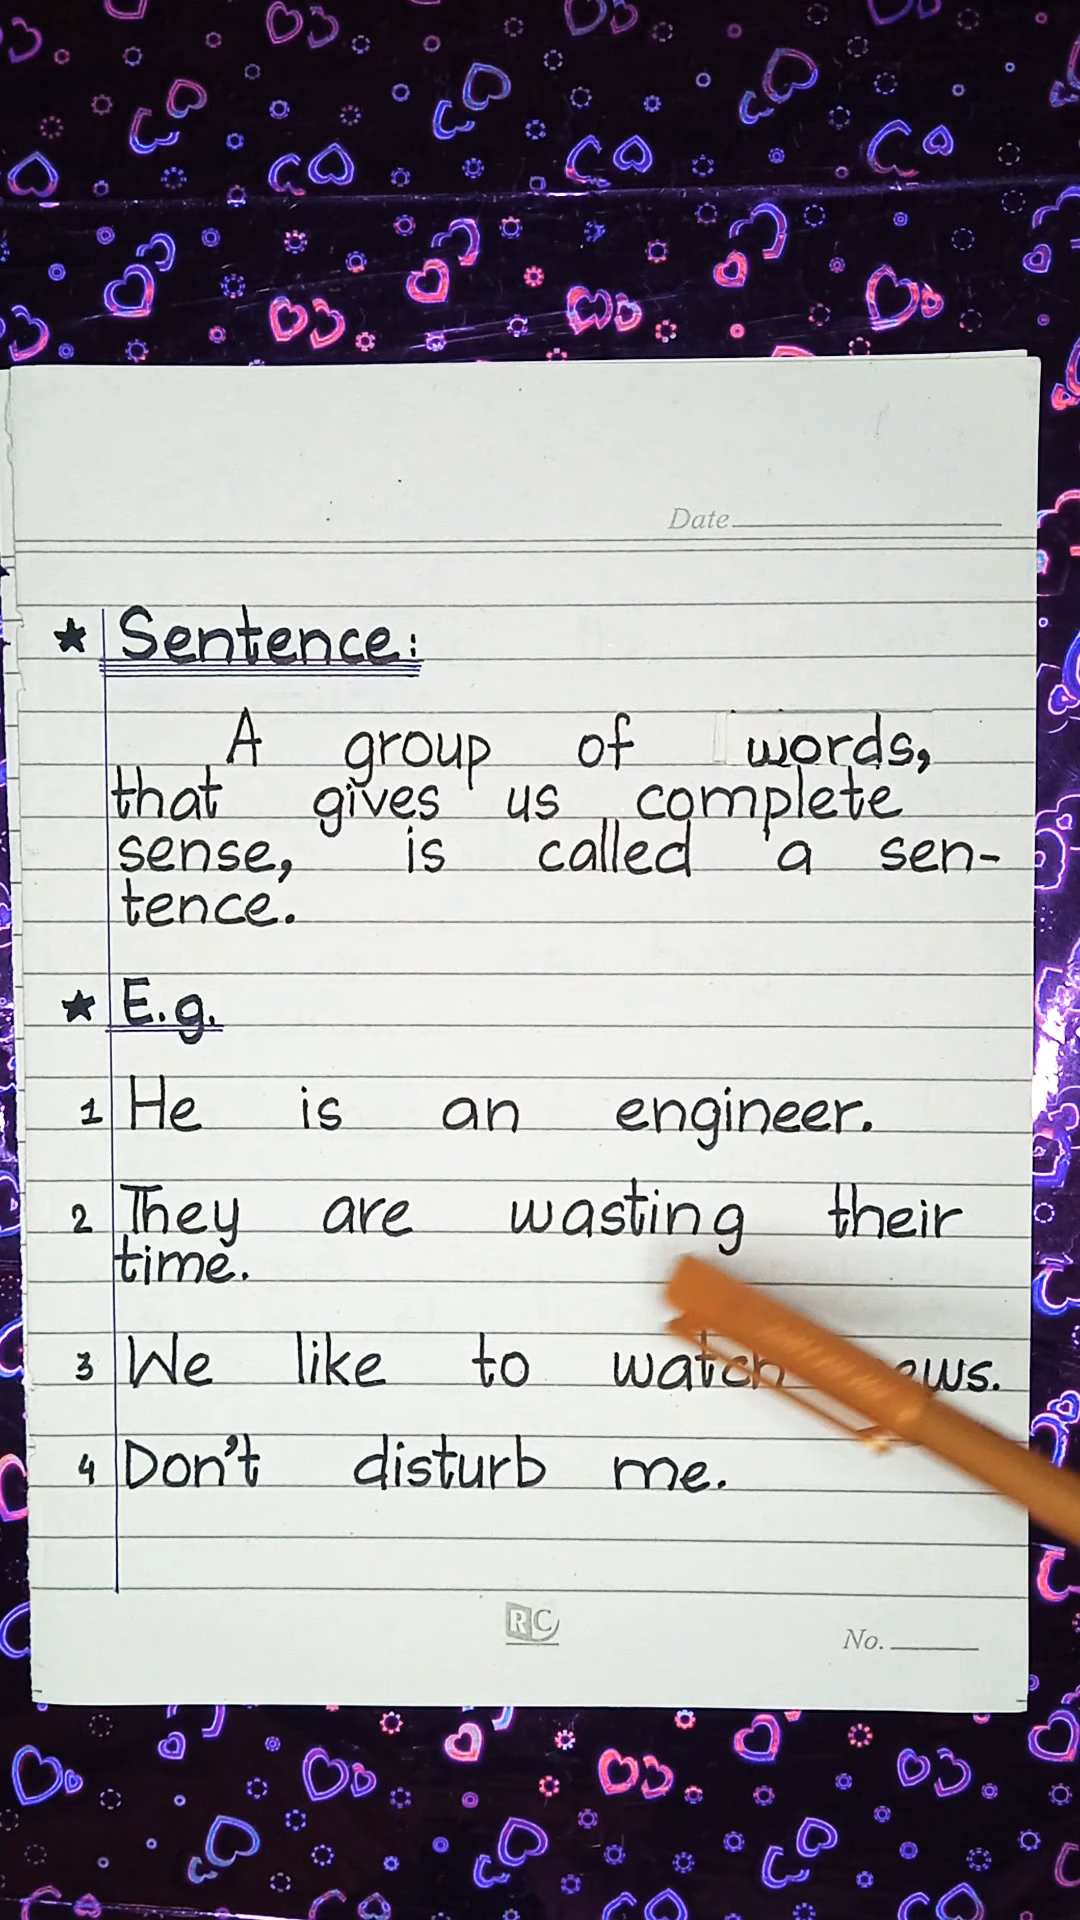 Date
★ Sentence:
A group of words,
that gives us complete
sense, is called a sen-
tence.
★ E.g.
1 He is an engineer.
2 They are wasting their
time.
3 We like to watch
4 Don't disturb me.
RC
No.